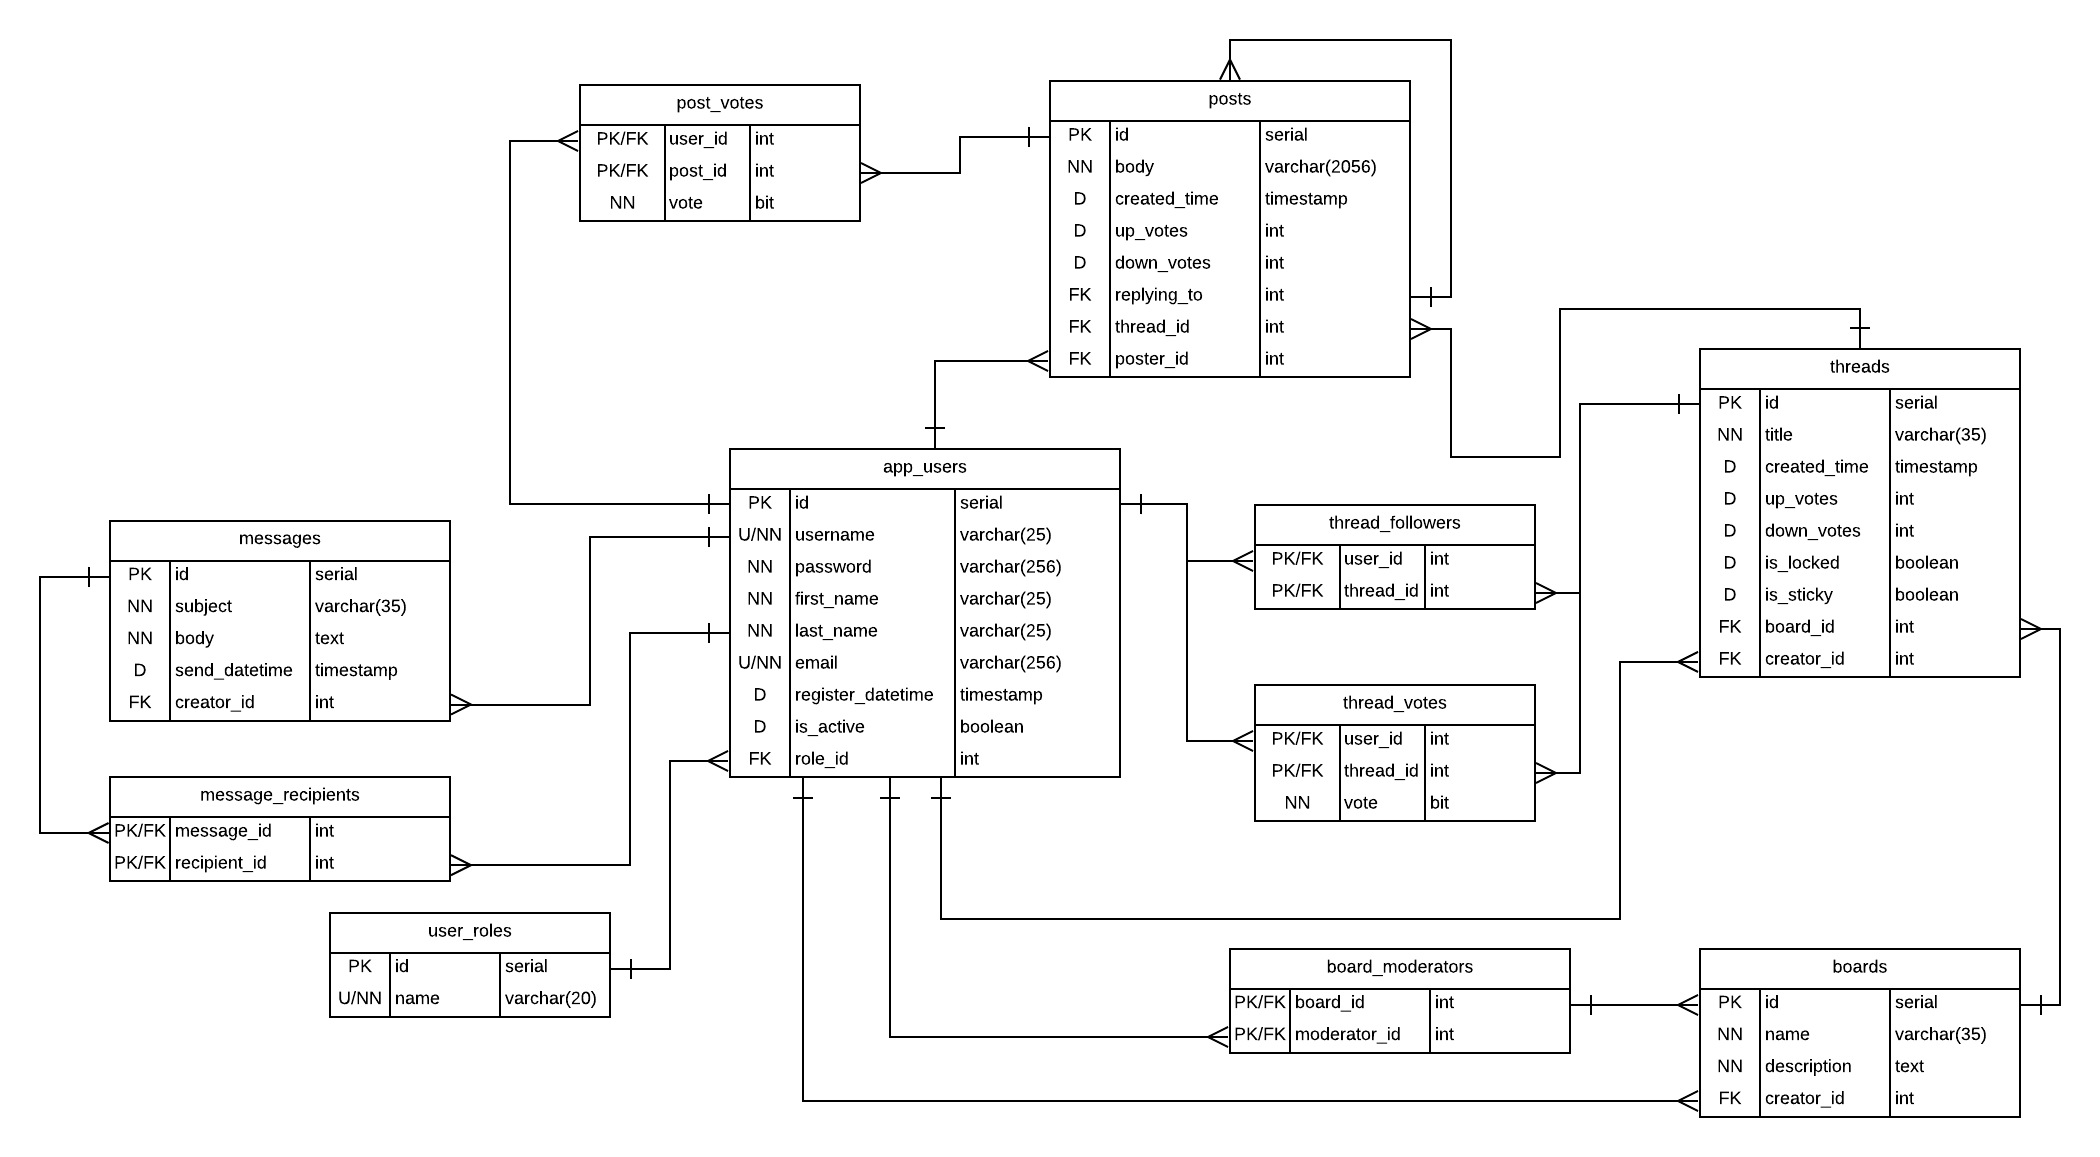 post_votes
PK/FK user_id int
PK/FK post_id int
NN vote bit
posts
PK id serial
NN body varchar(2056)
D created_time timestamp
D up_votes int
D down_votes int
FK replying_to int
FK thread_id int
FK poster_id int
threads
PK id serial
NN title varchar(35)
D created_time timestamp
D up_votes int
D down_votes int
D is_locked boolean
D is_sticky boolean
FK board_id int
FK creator_id int
app_users
PK id serial
U/NN username varchar(25)
NN password varchar(256)
NN first_name varchar(25)
NN last_name varchar(25)
U/NN email varchar(256)
D register_datetime timestamp
D is_active boolean
FK role_id int
thread_followers
PK/FK user_id int
PK/FK thread_id int
messages
PK id serial
NN subject varchar(35)
NN body text
D send_datetime timestamp
FK creator_id int
thread_votes
PK/FK user_id int
PK/FK thread_id int
NN vote bit
message_recipients
PK/FK message_id int
PK/FK recipient_id int
user_roles
PK id serial
U/NN name varchar(20)
board_moderators
PK/FK board_id int
PK/FK moderator_id int
boards
PK id serial
NN name varchar(35)
NN description text
FK creator_id int